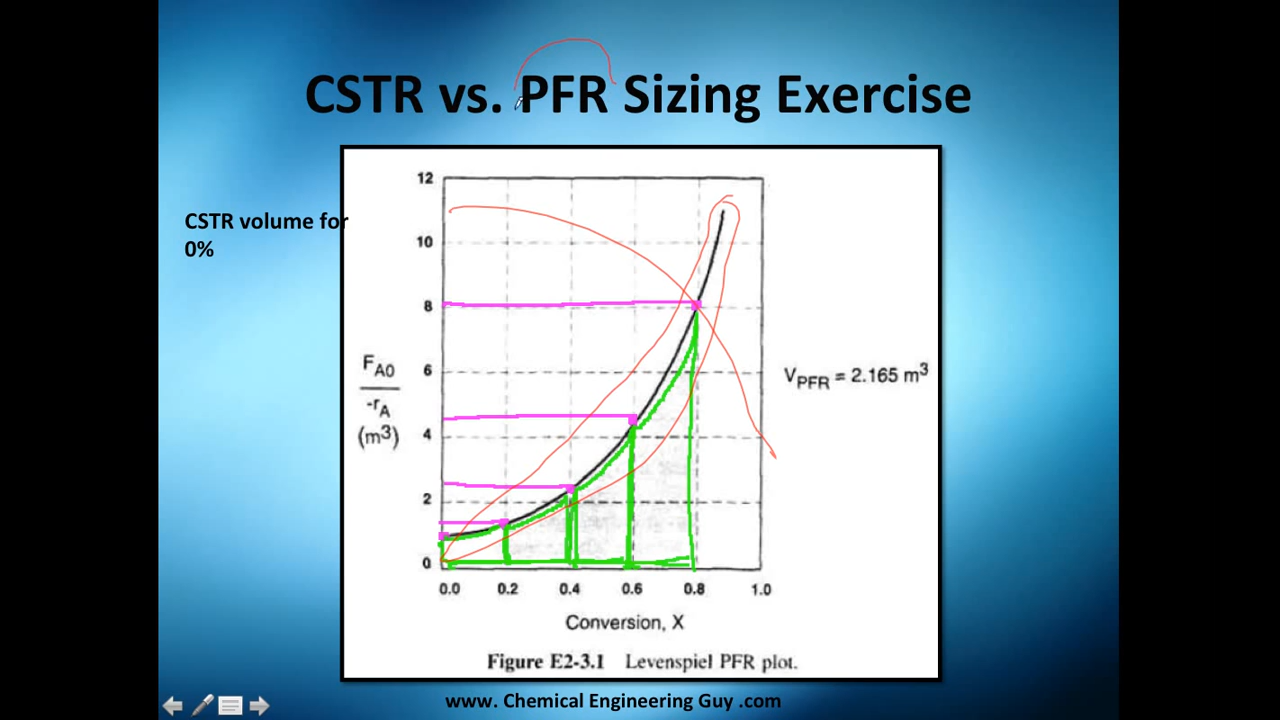 CSTR vs. PFR Sizing Exercise
CSTR volume for
0%
12
10
8
6
4
2
0
F_A0
-r_A
(m³)
0.0 0.2 0.4 0.6 0.8 1.0
Conversion, X
V_PFR = 2.165 m³
Figure E2-3.1 Levenspiel PFR plot.
www. Chemical Engineering Guy .com